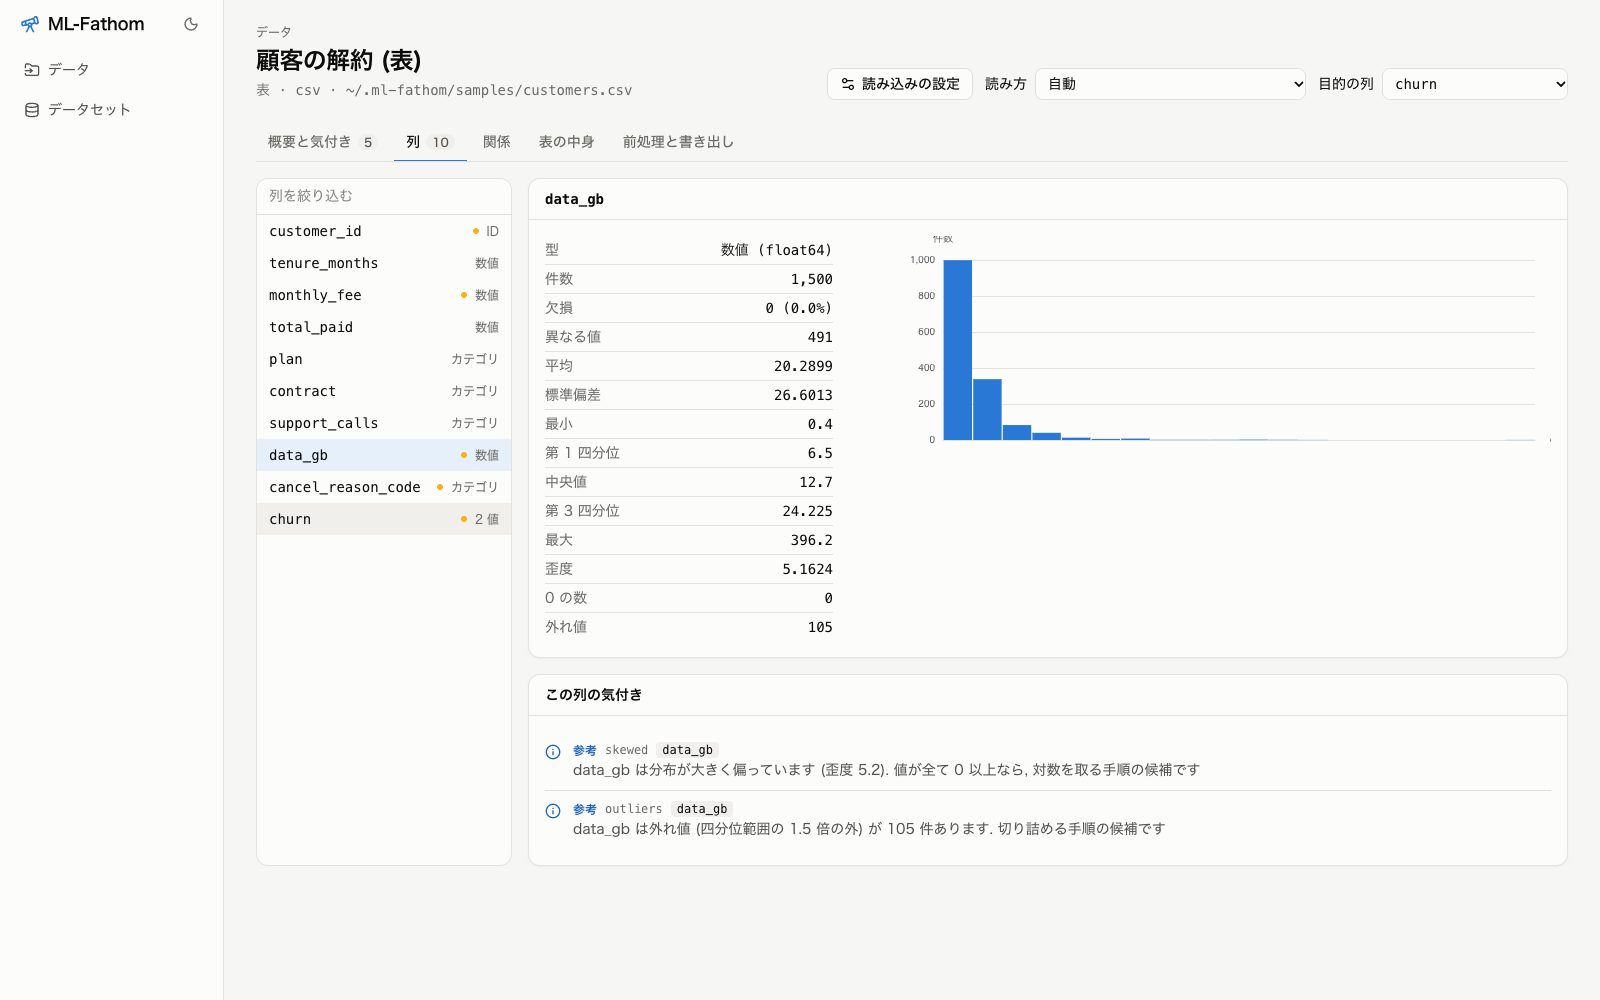 ML-Fathom
データ
データセット
データ
顧客の解約 (表)
表 · csv · ~/.ml-fathom/samples/customers.csv
読み込みの設定 読み方 自動 目的の列 churn
概要と気付き 5 列 10 関係 表の中身 前処理と書き出し
列を絞り込む
customer_id ID
tenure_months 数値
monthly_fee 数値
total_paid 数値
plan カテゴリ
contract カテゴリ
support_calls カテゴリ
data_gb 数値
cancel_reason_code カテゴリ
churn 2 値
data_gb
型 数値 (float64)
件数 1,500
欠損 0 (0.0%)
異なる値 491
平均 20.2899
標準偏差 26.6013
最小 0.4
第 1 四分位 6.5
中央値 12.7
第 3 四分位 24.225
最大 396.2
歪度 5.1624
0 の数 0
外れ値 105
件数
1,000
800
600
400
200
0
この列の気付き
参考 skewed data_gb
data_gb は分布が大きく偏っています (歪度 5.2). 値が全て 0 以上なら, 対数を取る手順の候補です
参考 outliers data_gb
data_gb は外れ値 (四分位範囲の 1.5 倍の外) が 105 件あります. 切り詰める手順の候補です